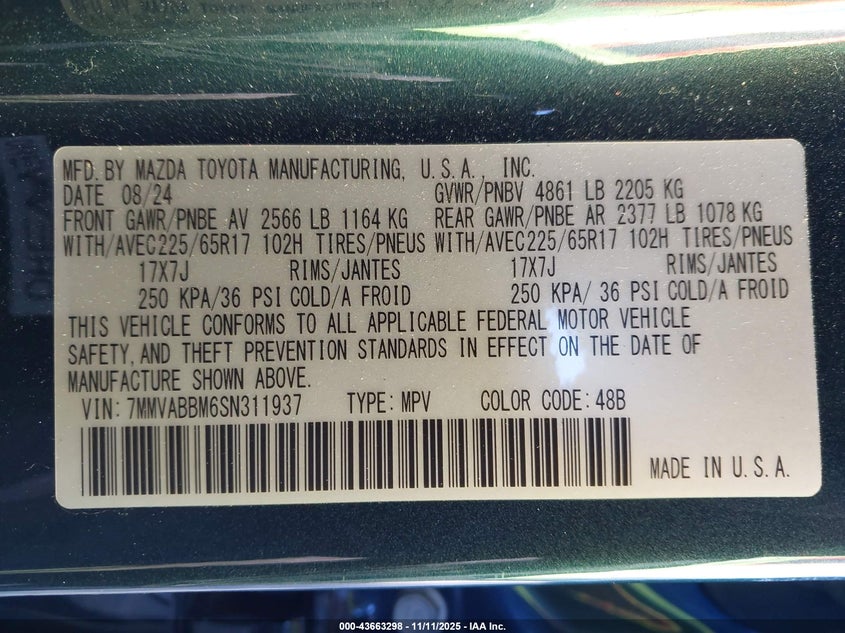 MFD. BY MAZDA TOYOTA MANUFACTURING, U.S.A., INC.
DATE 08/24 GVWR/PNBV 4861 LB 2205 KG
FRONT GAWR/PNBE AV 2566 LB 1164 KG REAR GAWR/PNBE AR 2377 LB 1078 KG
WITH/AVEC225/65R17 102H TIRES/PNEUS WITH/AVEC225/65R17 102H TIRES/PNEUS
17X7J RIMS/JANTES 17X7J RIMS/JANTES
250 KPA/36 PSI COLD/A FROID 250 KPA/ 36 PSI COLD/A FROID
THIS VEHICLE CONFORMS TO ALL APPLICABLE FEDERAL MOTOR VEHICLE
SAFETY, AND THEFT PREVENTION STANDARDS IN EFFECT ON THE DATE OF
MANUFACTURE SHOWN ABOVE.
VIN: 7MMVABBM6SN311937 TYPE: MPV COLOR CODE: 48B
MADE IN U.S.A.
000-43663298 - 11/11/2025 - IAA Inc.